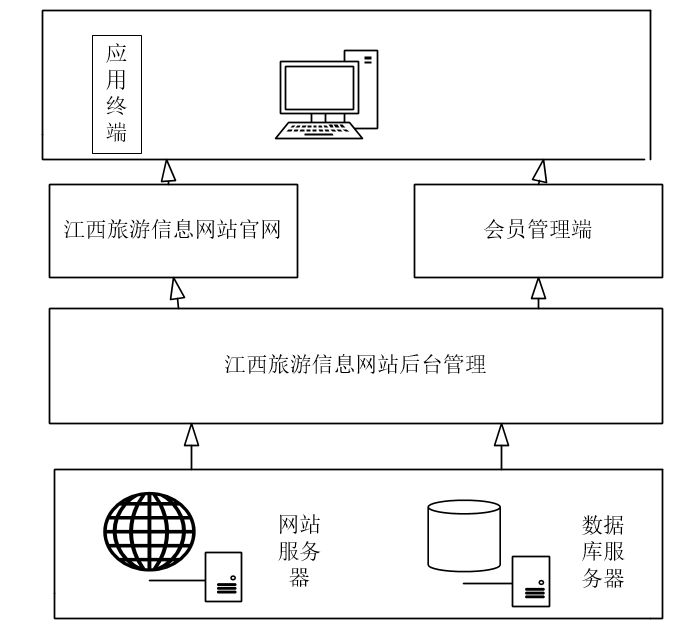 应
用
终
端
江西旅游信息网站官网
会员管理端
江西旅游信息网站后台管理
网站
服务
器
数据
库服
务器